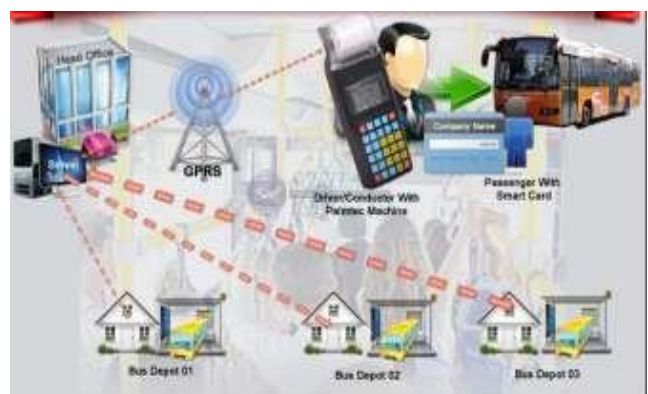 Head Office
Server
GPRS
Company Name
Driver/Conductor With
Palmtec Machine
Passenger With
Smart Card
Bus Depot 01
Bus Depot 02
Bus Depot 03